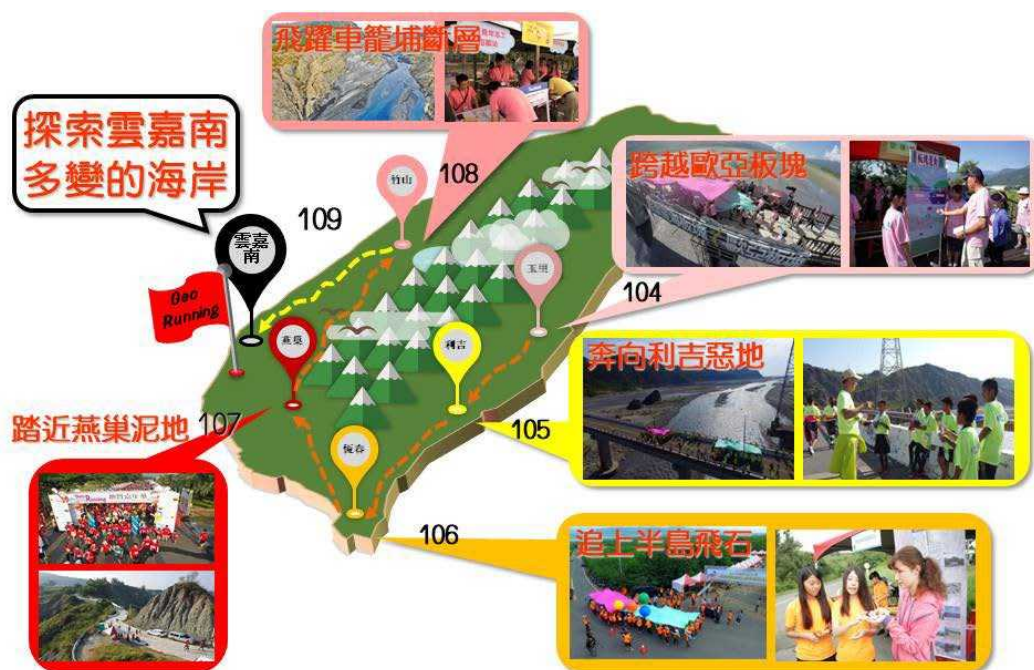 飛躍車籠埔斷層
探索雲嘉南
多變的海岸
108
竹山
109
跨越歐亞板塊
雲嘉
南
玉里
104
Geo
Running
燕巢
利吉
奔向利吉惡地
踏近燕巢泥地
107
105
恆春
106
追上半島飛石